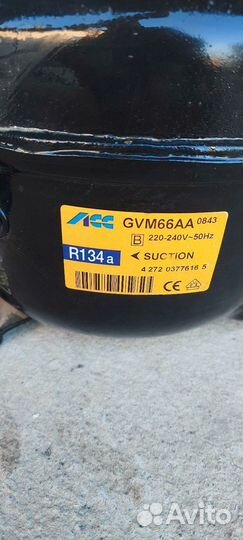 ACC GVM66AA 0843
B 220-240V~50Hz
R134a
SUCTION
4 272 0377616 5
CE
Avito